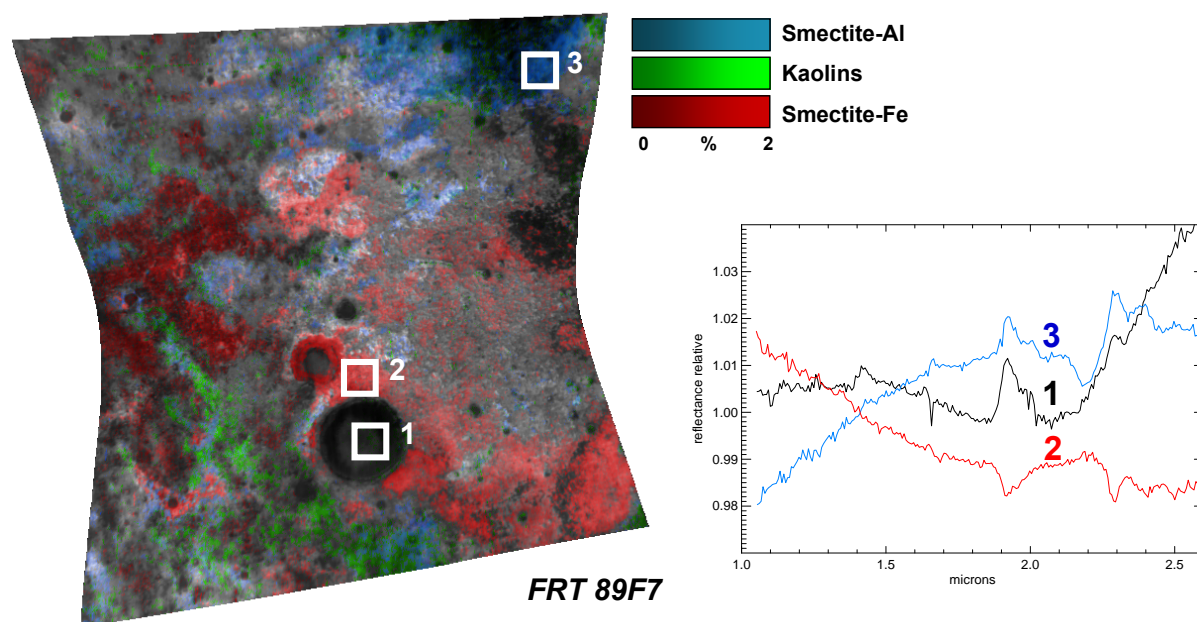 Smectite-Al
Kaolins
Smectite-Fe
0 % 2
3
2
1
FRT 89F7
1.03
1.02
1.01
1.00
0.99
0.98
reflectance relative
3
1
2
1.0 1.5 2.0 2.5
microns